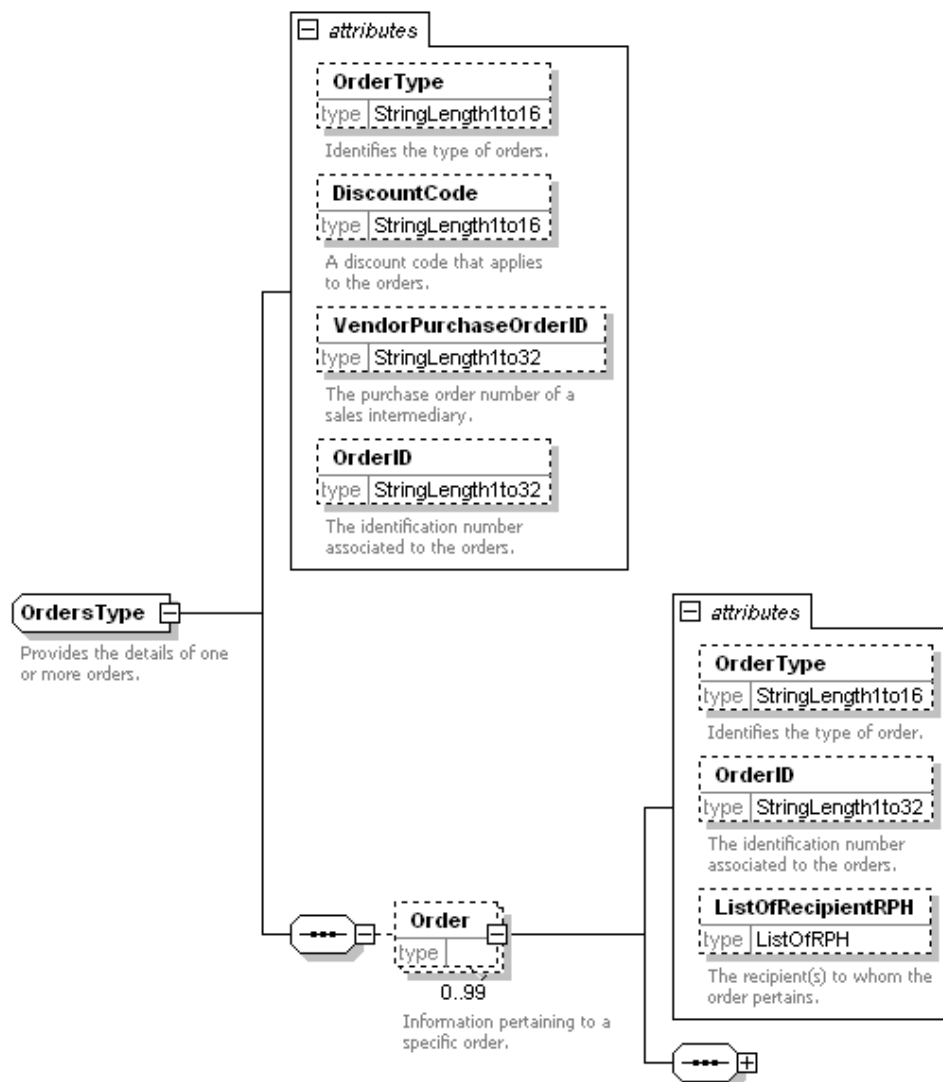 attributes
OrderType
type StringLength1to16
Identifies the type of orders.
DiscountCode
type StringLength1to16
A discount code that applies
to the orders.
VendorPurchaseOrderID
type StringLength1to32
The purchase order number of a
sales intermediary.
OrderID
type StringLength1to32
The identification number
associated to the orders.
OrdersType
Provides the details of one
or more orders.
attributes
OrderType
type StringLength1to16
Identifies the type of order.
OrderID
type StringLength1to32
The identification number
associated to the orders.
ListOfRecipientRPH
type ListOfRPH
The recipient(s) to whom the
order pertains.
Order
type
0..99
Information pertaining to a
specific order.